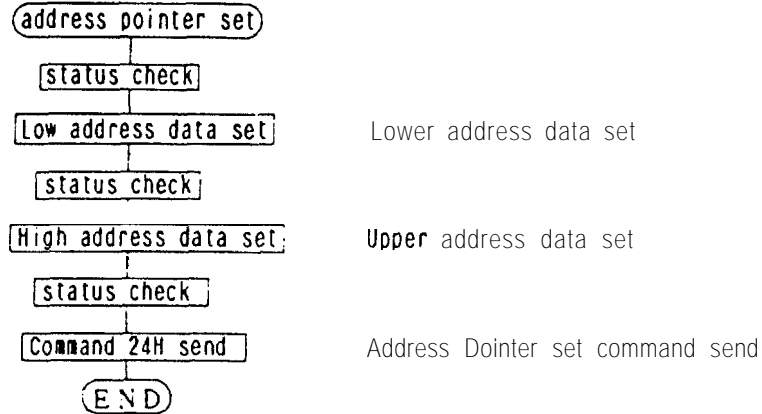 address pointer set
status check
Low address data set Lower address data set
status check
High address data set Upper address data set
status check
Command 24H send Address Dointer set command send
END